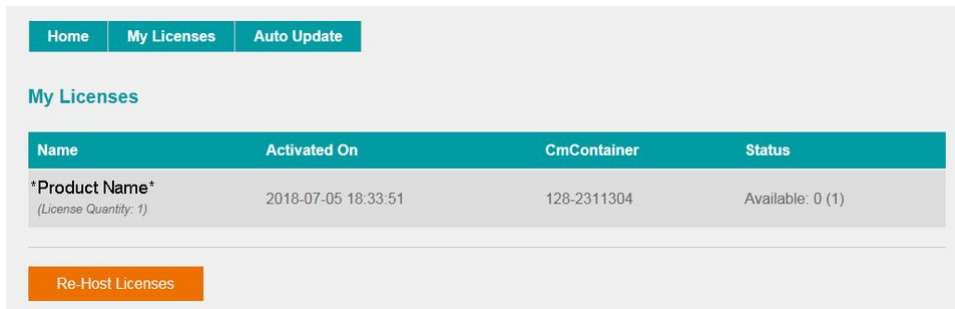 Home My Licenses Auto Update
My Licenses
Name Activated On CmContainer Status
*Product Name*
(License Quantity: 1)
2018-07-05 18:33:51 128-2311304 Available: 0 (1)
Re-Host Licenses